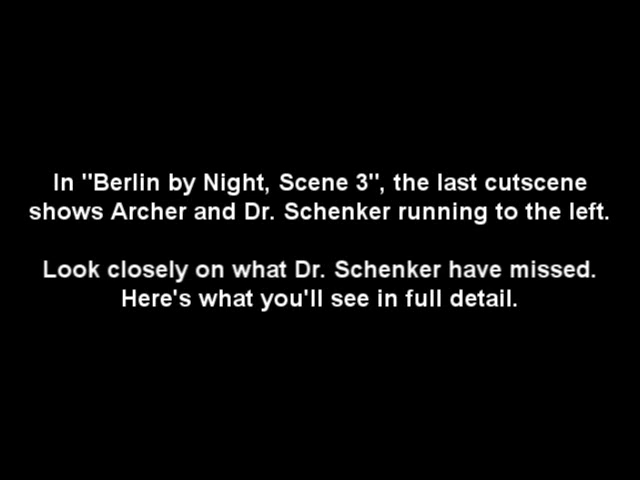 In "Berlin by Night, Scene 3", the last cutscene
shows Archer and Dr. Schenker running to the left.
Look closely on what Dr. Schenker have missed.
Here's what you'll see in full detail.